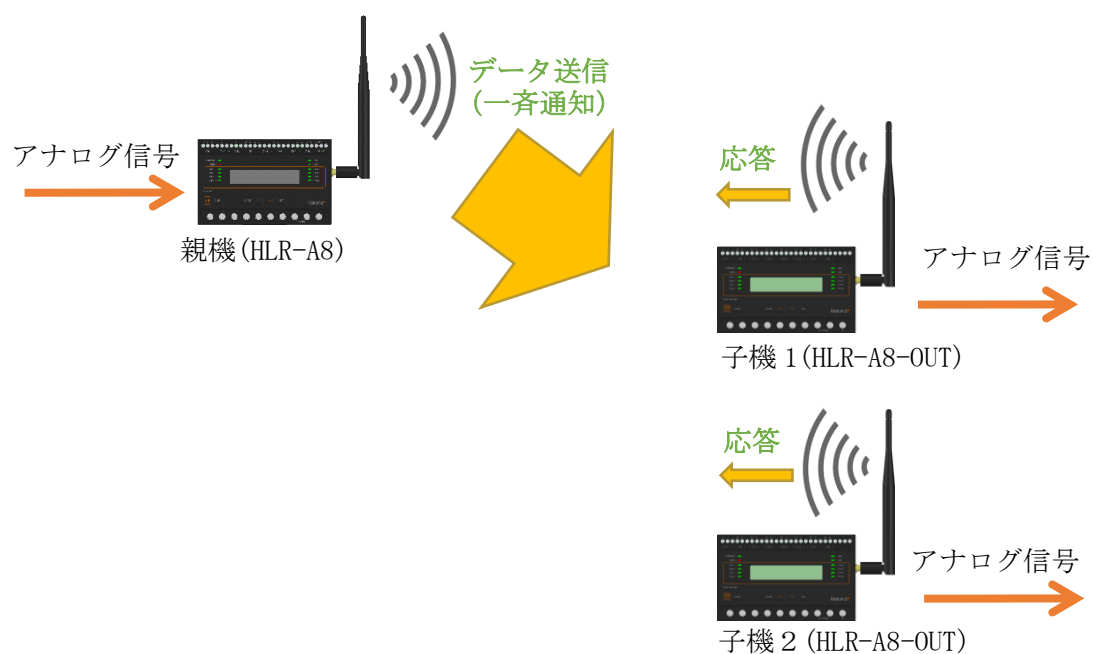 データ送信
(一斉通知)
アナログ信号
親機(HLR-A8)
応答
アナログ信号
子機1(HLR-A8-OUT)
応答
アナログ信号
子機2(HLR-A8-OUT)